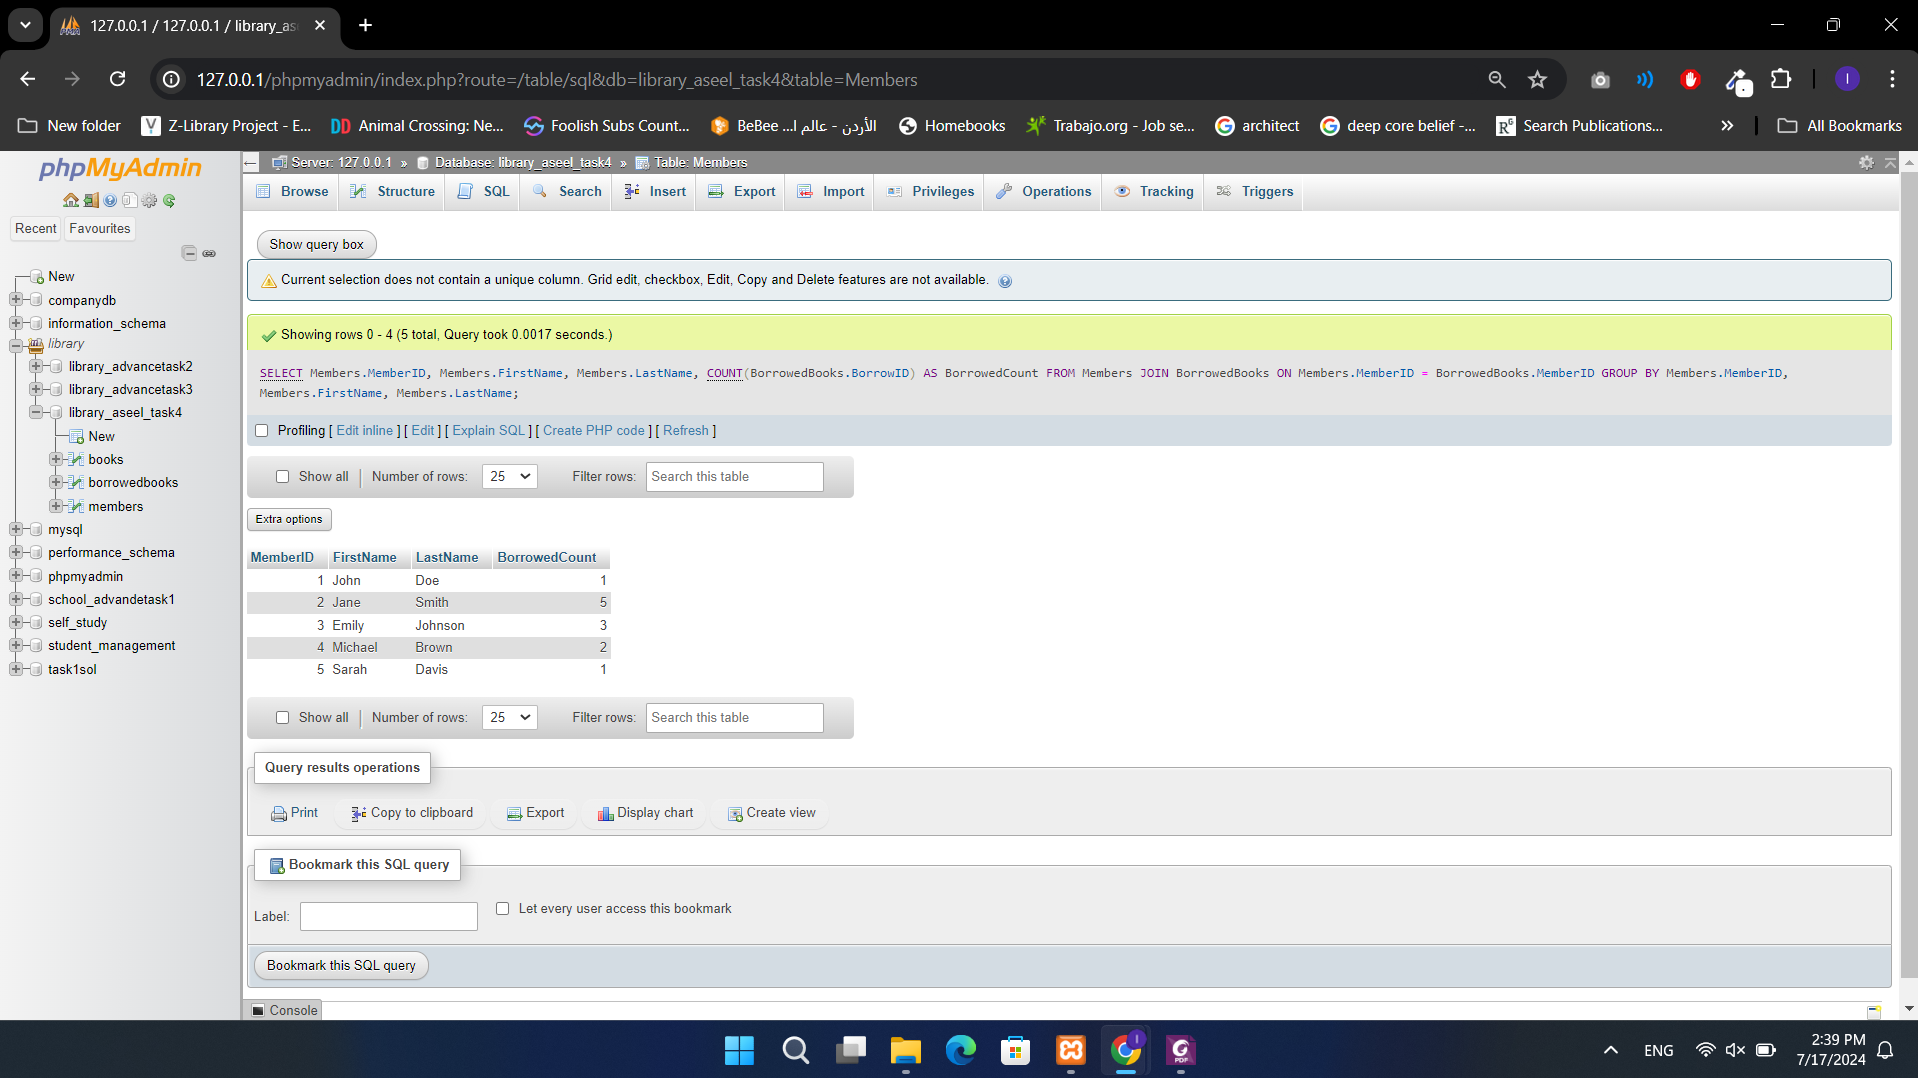 127.0.0.1 / 127.0.0.1 / library_as
127.0.0.1/phpmyadmin/index.php?route=/table/sql&db=library_aseel_task4&table=Members
New folder
Z-Library Project - E...
Animal Crossing: Ne...
Foolish Subs Count...
BeBee الأردن - عالم ا...
Homebooks
Trabajo.org - Job se...
architect
deep core belief -...
Search Publications...
All Bookmarks
phpMyAdmin
Recent Favourites
New
companydb
information_schema
library
library_advancetask2
library_advancetask3
library_aseel_task4
New
books
borrowedbooks
members
mysql
performance_schema
phpmyadmin
school_advandetask1
self_study
student_management
task1sol
Server: 127.0.0.1 » Database: library_aseel_task4 » Table: Members
Browse Structure SQL Search Insert Export Import Privileges Operations Tracking Triggers
Show query box
Current selection does not contain a unique column. Grid edit, checkbox, Edit, Copy and Delete features are not available.
Showing rows 0 - 4 (5 total, Query took 0.0017 seconds.)
SELECT Members.MemberID, Members.FirstName, Members.LastName, COUNT(BorrowedBooks.BorrowID) AS BorrowedCount FROM Members JOIN BorrowedBooks ON Members.MemberID = BorrowedBooks.MemberID GROUP BY Members.MemberID,
Members.FirstName, Members.LastName;
Profiling [ Edit inline ] [ Edit ] [ Explain SQL ] [ Create PHP code ] [ Refresh ]
Show all | Number of rows: 25 Filter rows: Search this table
Extra options
MemberID FirstName LastName BorrowedCount
1 John Doe 1
2 Jane Smith 5
3 Emily Johnson 3
4 Michael Brown 2
5 Sarah Davis 1
Show all | Number of rows: 25 Filter rows: Search this table
Query results operations
Print Copy to clipboard Export Display chart Create view
Bookmark this SQL query
Label: Let every user access this bookmark
Bookmark this SQL query
Console
ENG
2:39 PM
7/17/2024